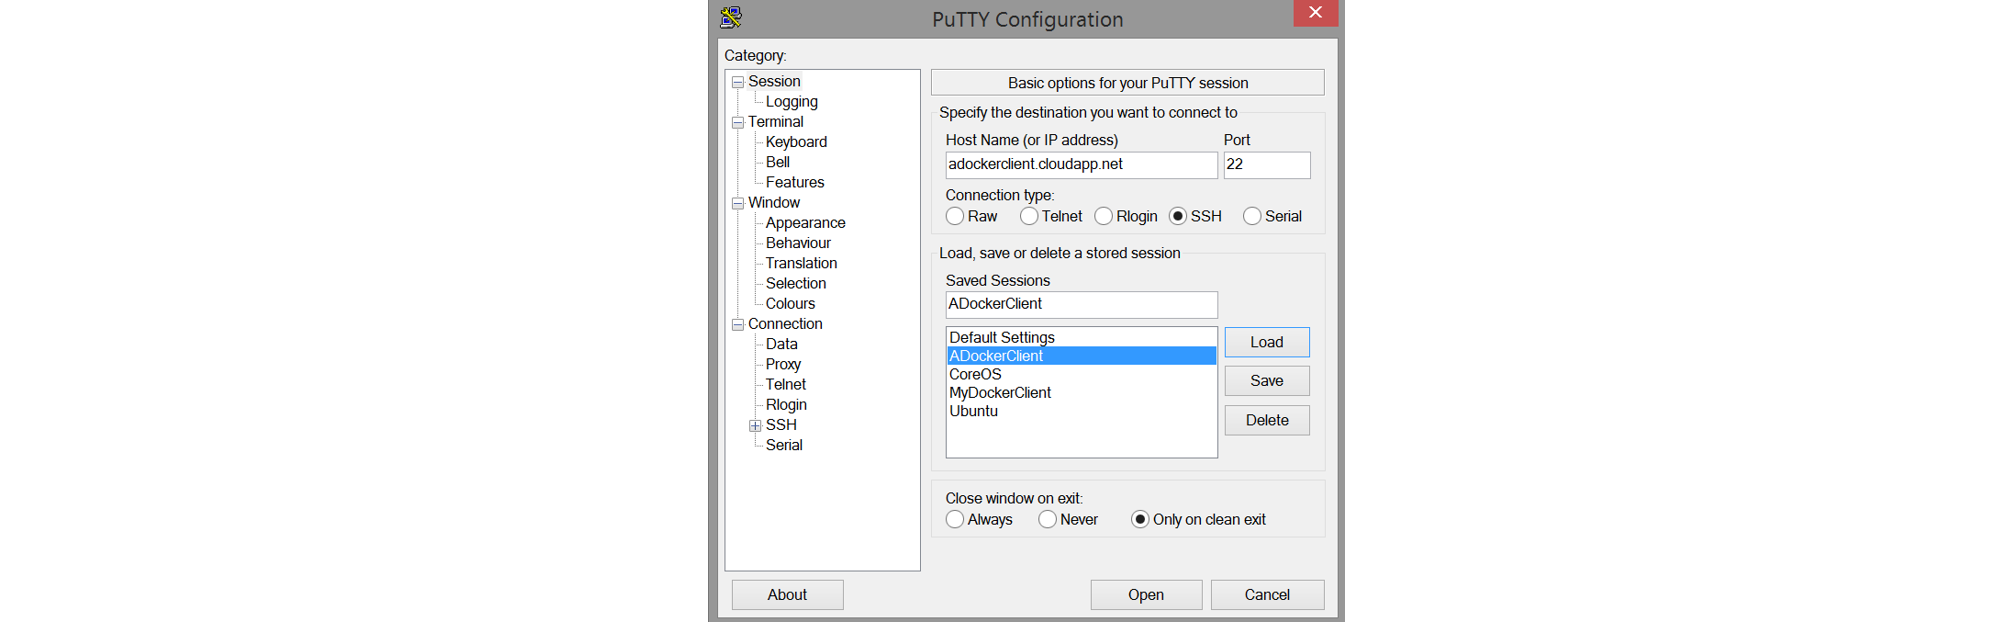 PuTTY Configuration
Category:
Session
Logging
Terminal
Keyboard
Bell
Features
Window
Appearance
Behaviour
Translation
Selection
Colours
Connection
Data
Proxy
Telnet
Rlogin
SSH
Serial
Basic options for your PuTTY session
Specify the destination you want to connect to
Host Name (or IP address) Port
adockerclient.cloudapp.net 22
Connection type:
Raw Telnet Rlogin SSH Serial
Load, save or delete a stored session
Saved Sessions
ADockerClient
Default Settings
ADockerClient
CoreOS
MyDockerClient
Ubuntu
Load
Save
Delete
Close window on exit:
Always Never Only on clean exit
About Open Cancel